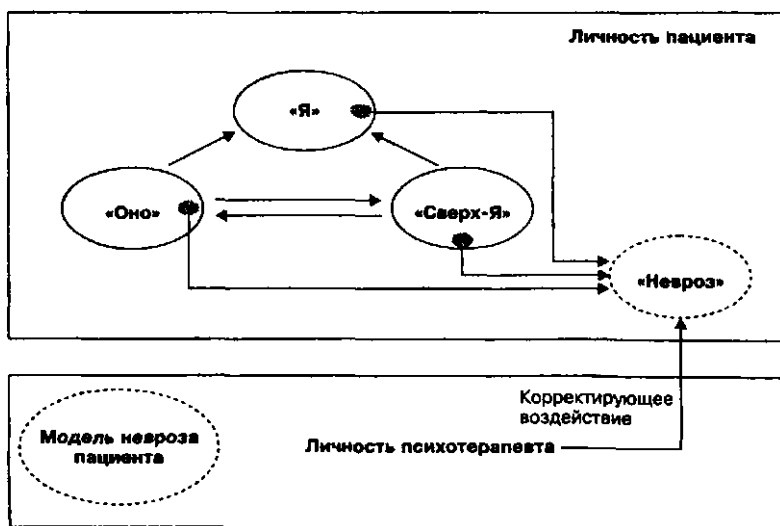 Личность пациента
«Я»
«Оно»
«Сверх-Я»
«Невроз»
Корректирующее
воздействие
Модель невроза
пациента
Личность психотерапевта